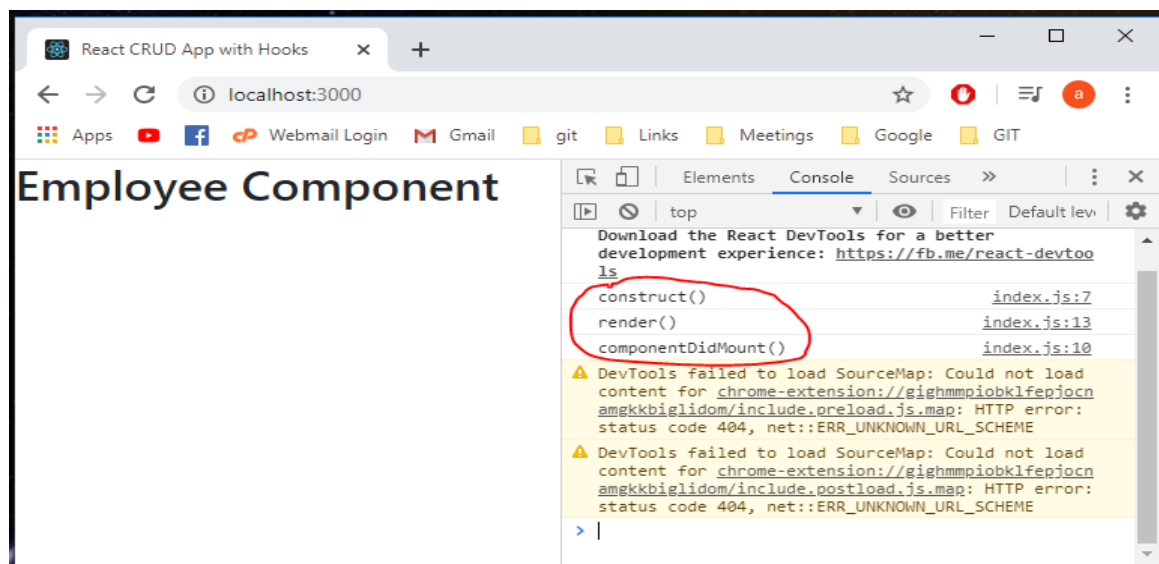 React CRUD App with Hooks
localhost:3000
a
Apps
Webmail Login
Gmail
git
Links
Meetings
Google
GIT
Employee Component
Elements Console Sources »
top Filter Default lev
Download the React DevTools for a better
development experience: https://fb.me/react-devtoo
ls
construct() index.js:7
render() index.js:13
componentDidMount() index.js:10
DevTools failed to load SourceMap: Could not load
content for chrome-extension://gighmmpiobklfepjocn
amgkkbiglidom/include.preload.js.map: HTTP error:
status code 404, net::ERR_UNKNOWN_URL_SCHEME
DevTools failed to load SourceMap: Could not load
content for chrome-extension://gighmmpiobklfepjocn
amgkkbiglidom/include.postload.js.map: HTTP error:
status code 404, net::ERR_UNKNOWN_URL_SCHEME
>